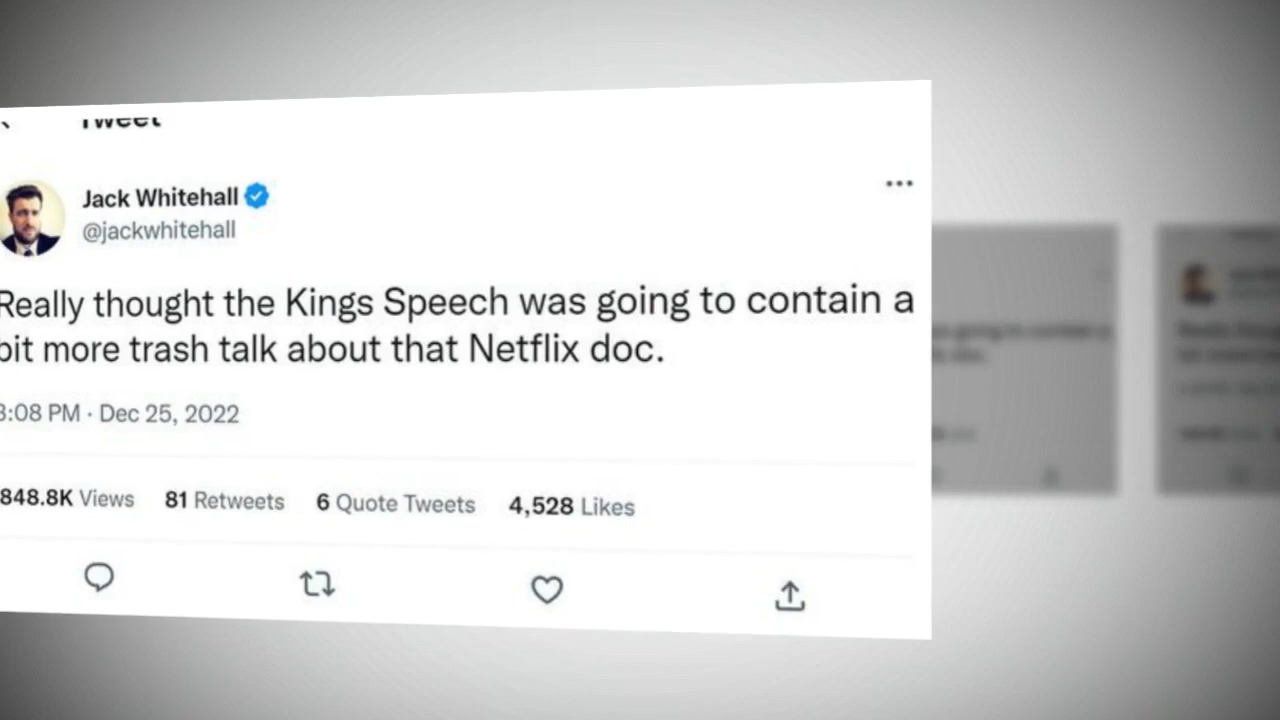 Tweet
Jack Whitehall
@jackwhitehall
Really thought the Kings Speech was going to contain a
bit more trash talk about that Netflix doc.
3:08 PM · Dec 25, 2022
848.8K Views 81 Retweets 6 Quote Tweets 4,528 Likes